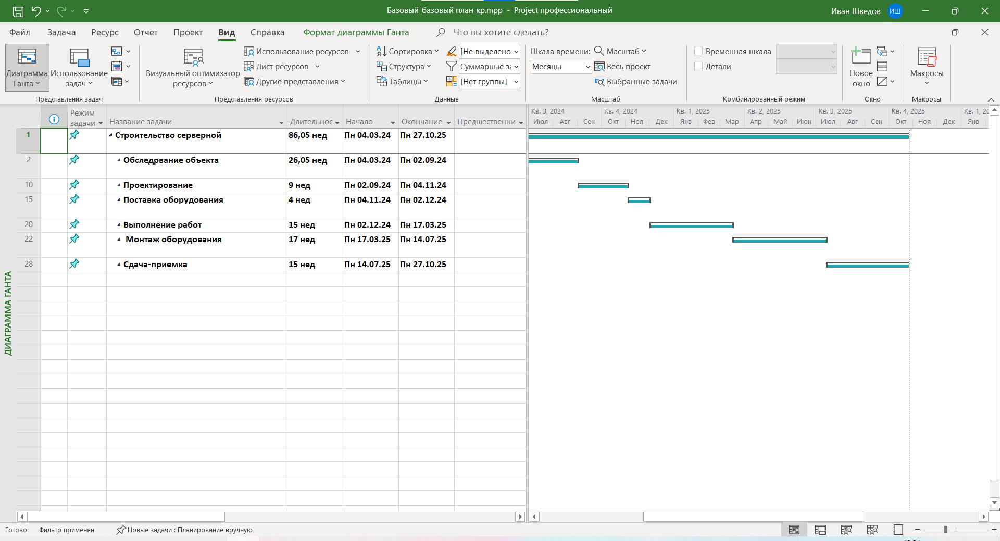 Базовый_базовый план_кр.mpp - Project профессиональный
Иван Шведов ИШ
Файл Задача Ресурс Отчет Проект Вид Справка Формат диаграммы Ганта Что вы хотите сделать?
Диаграмма Ганта
Использование задач
Представления задач
Визуальный оптимизатор ресурсов
Использование ресурсов
Лист ресурсов
Другие представления
Представления ресурсов
Сортировка
Структура
Таблицы
[Не выделено
Суммарные за
[Нет группы]
Данные
Шкала времени:
Месяцы
Масштаб
Весь проект
Выбранные задачи
Масштаб
Временная шкала
Детали
Комбинированный режим
Новое окно
Окно
Макросы
Макросы
Режим задачи Название задачи Длительнос Начало Окончание Предшественни
Кв. 3, 2024 Кв. 4, 2024 Кв. 1, 2025 Кв. 2, 2025 Кв. 3, 2025 Кв. 4, 2025 Кв. 1, 20
Июл Авг Сен Окт Ноя Дек Янв Фев Мар Апр Май Июн Июл Авг Сен Окт Ноя Дек Янв
1 Строительство серверной 86,05 нед Пн 04.03.24 Пн 27.10.25
2 Обследрвание объекта 26,05 нед Пн 04.03.24 Пн 02.09.24
10 Проектирование 9 нед Пн 02.09.24 Пн 04.11.24
15 Поставка оборудования 4 нед Пн 04.11.24 Пн 02.12.24
20 Выполнение работ 15 нед Пн 02.12.24 Пн 17.03.25
22 Монтаж оборудования 17 нед Пн 17.03.25 Пн 14.07.25
28 Сдача-приемка 15 нед Пн 14.07.25 Пн 27.10.25
ДИАГРАММА ГАНТА
Готово Фильтр применен Новые задачи : Планирование вручную